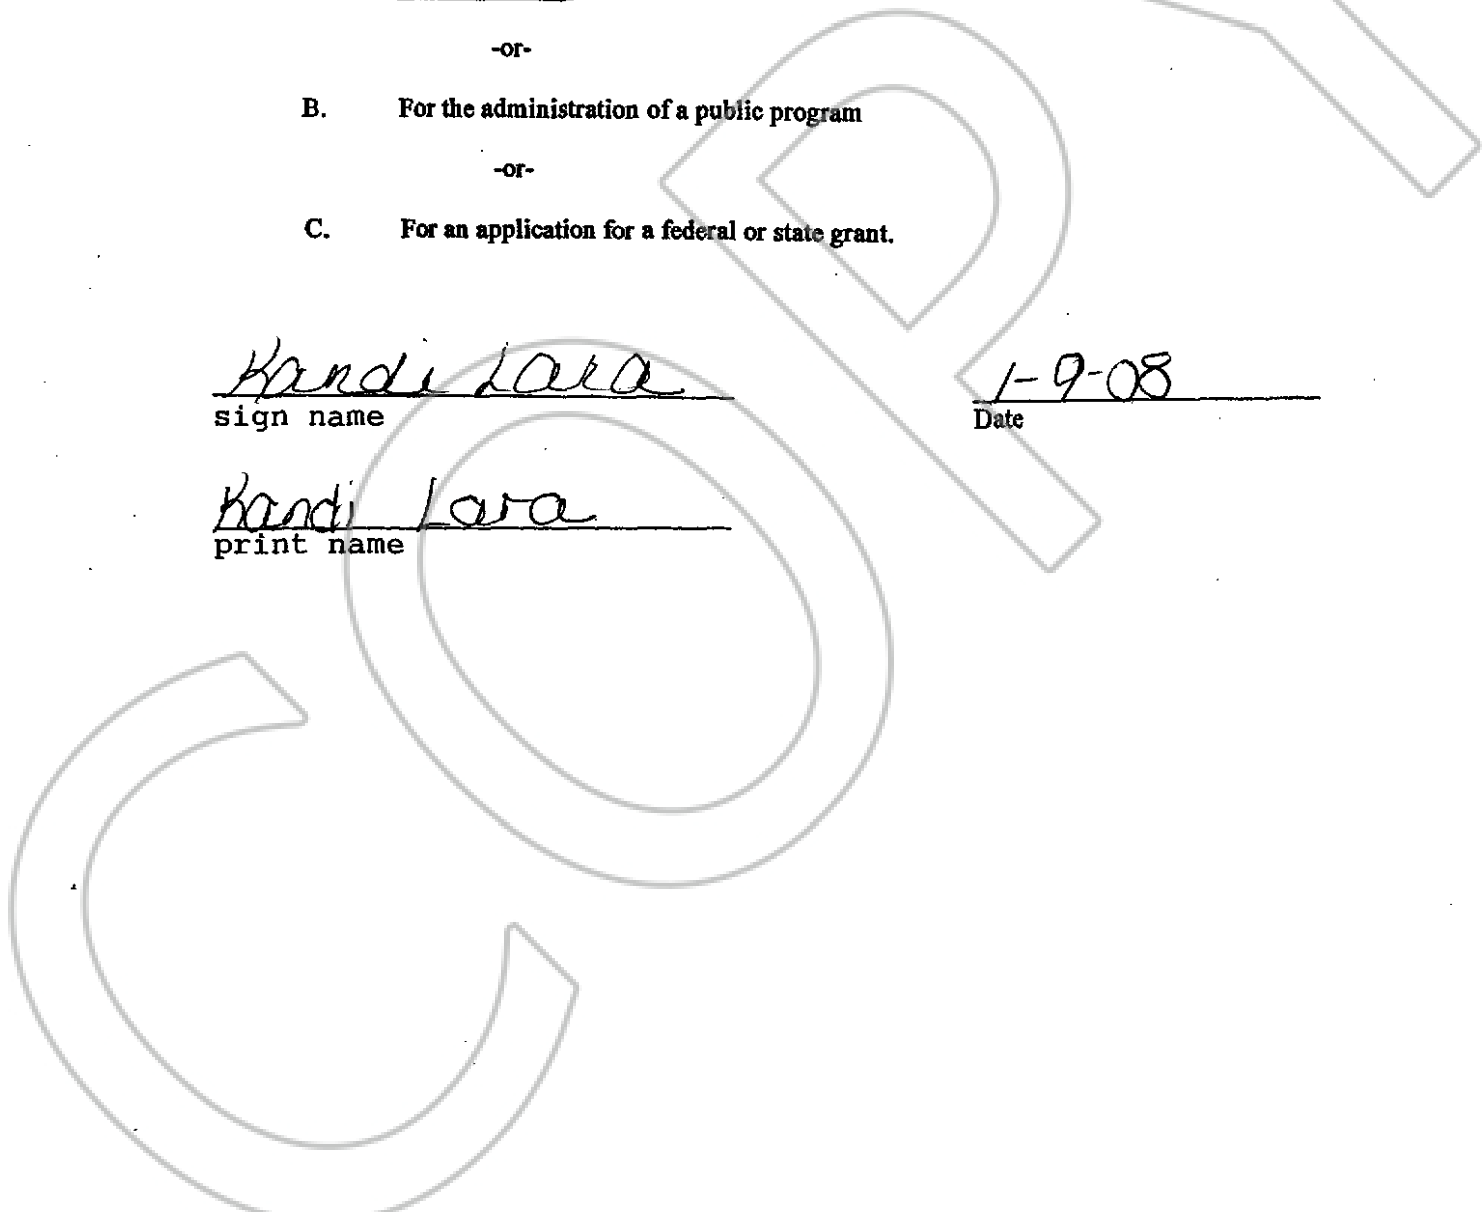 -or-
B. For the administration of a public program
-or-
C. For an application for a federal or state grant.
Kandi Lara 1-9-08
sign name Date
Kandi Lara
print name
COPY